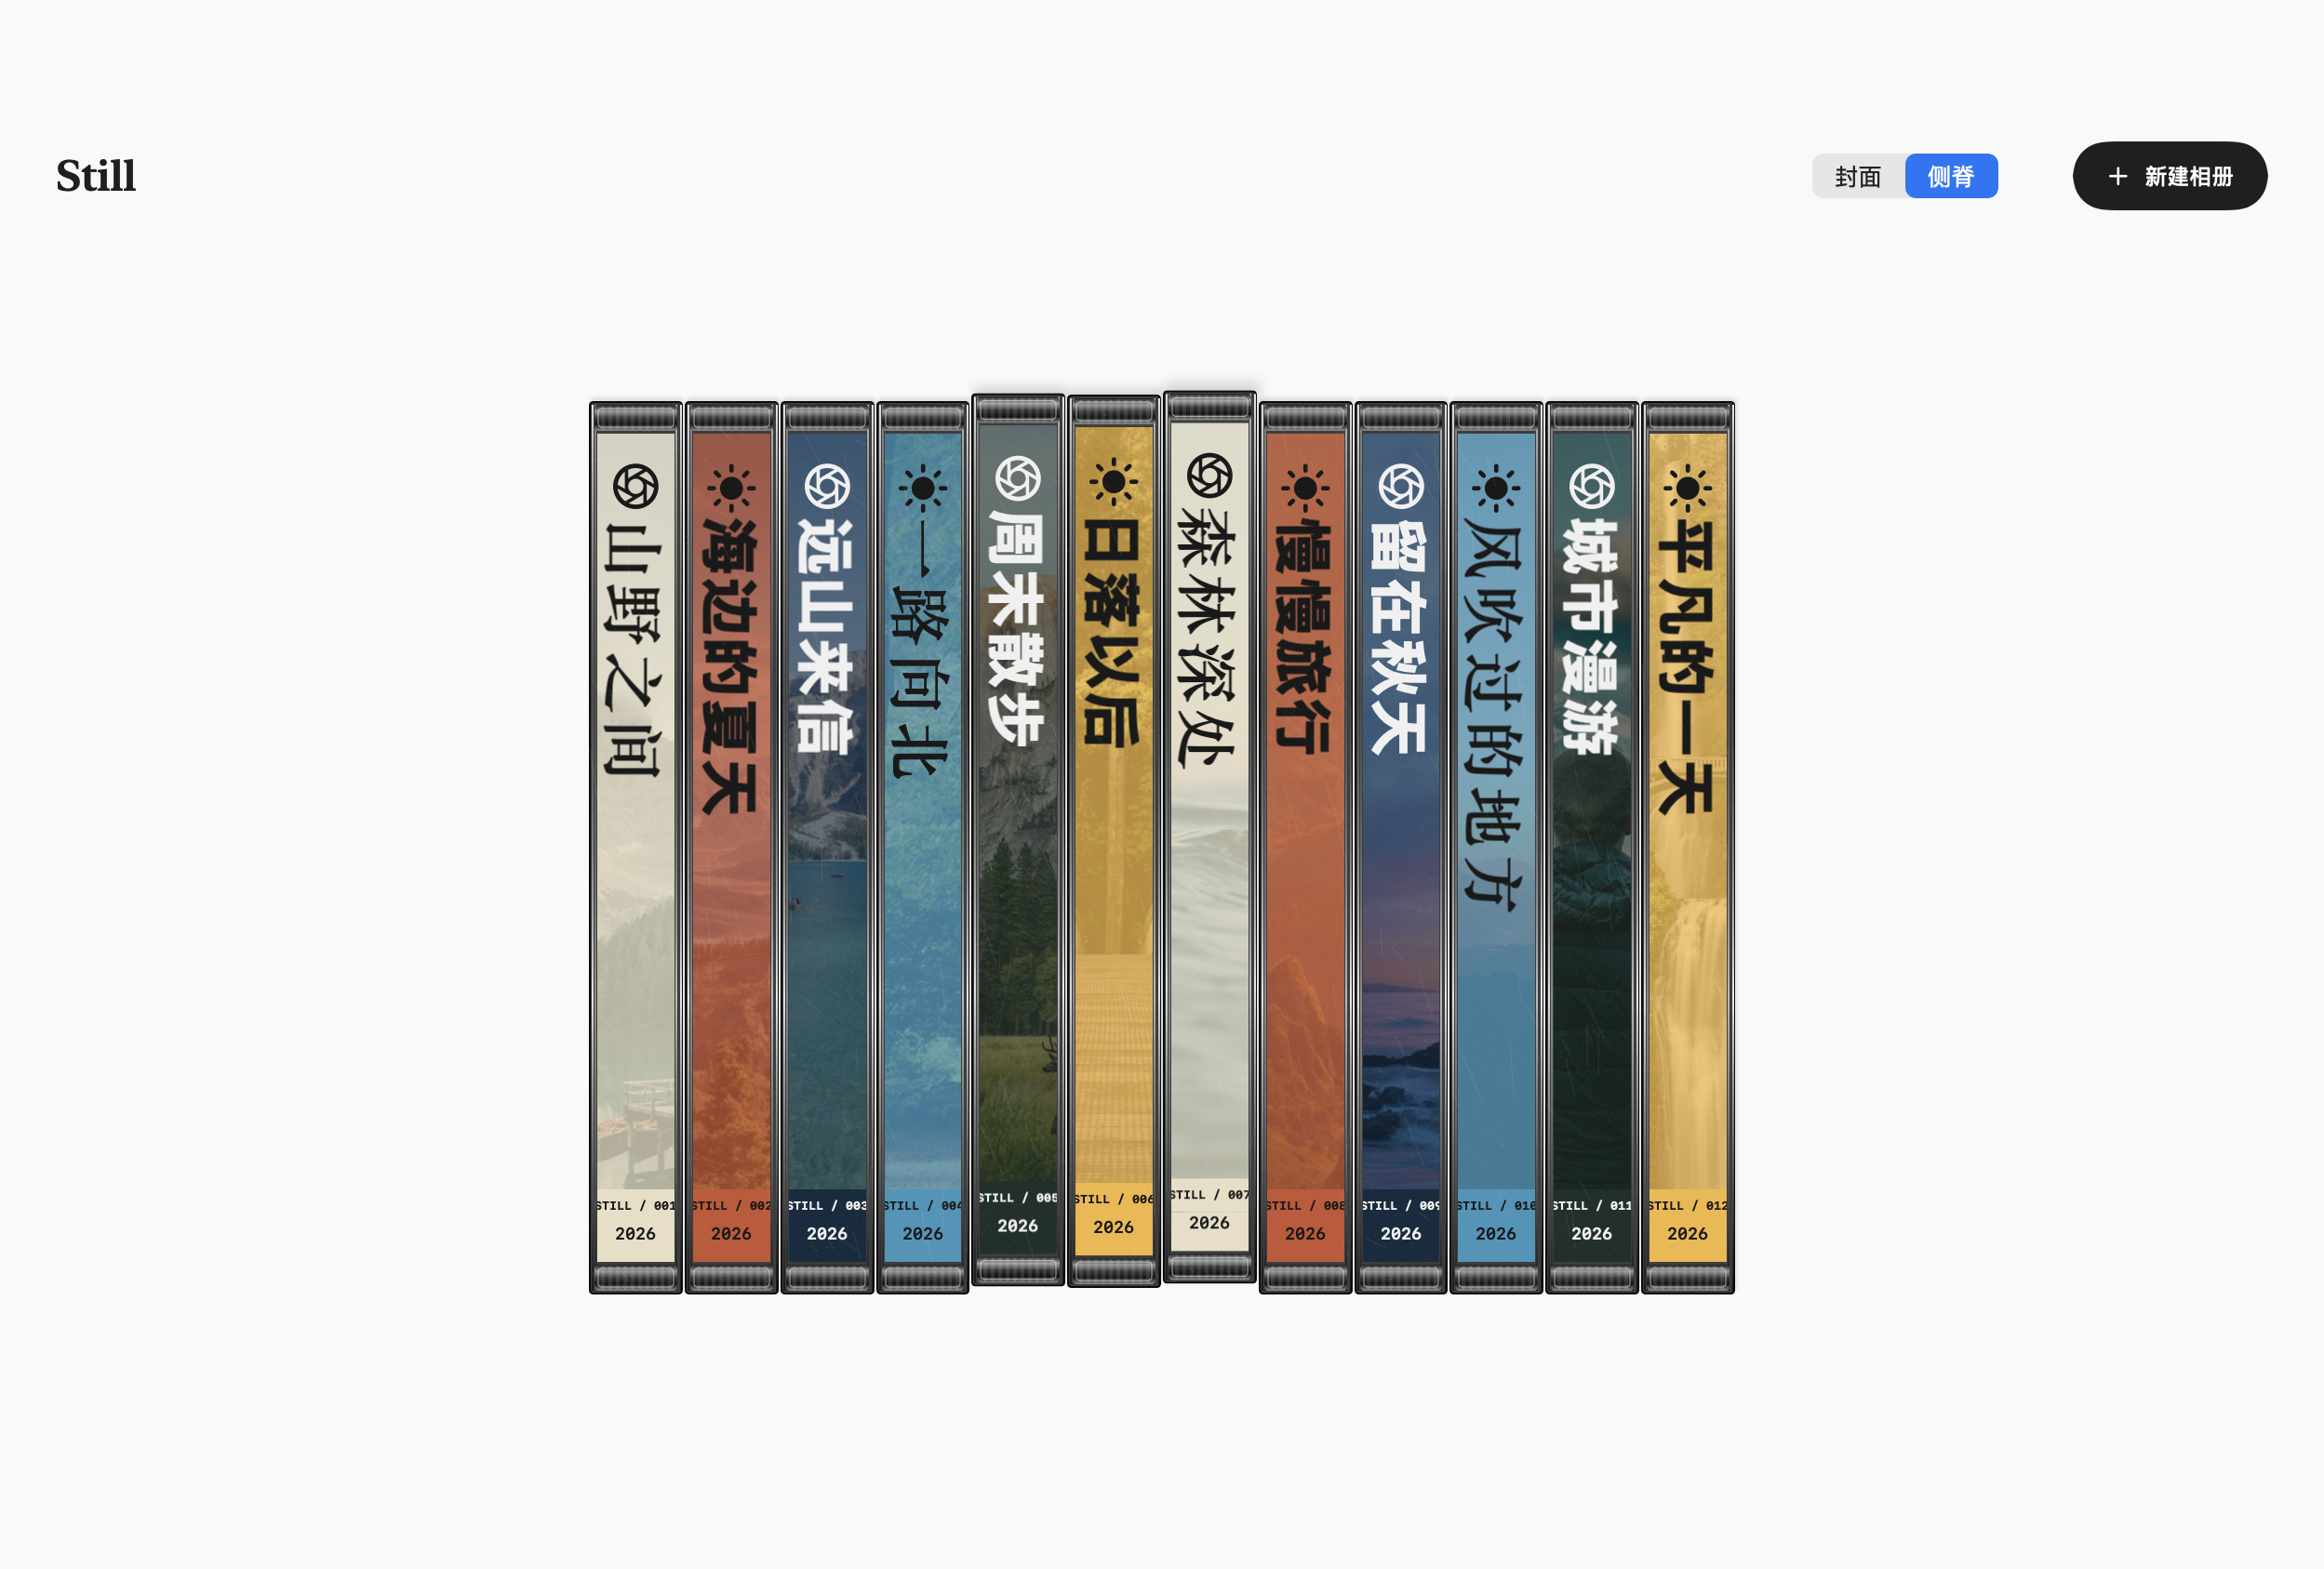 Still
封面
侧脊
+ 新建相册
山野之间
STILL / 001
2026
海边的夏天
STILL / 002
2026
远山来信
STILL / 003
2026
一路向北
STILL / 004
2026
周末散步
STILL / 005
2026
日落以后
STILL / 006
2026
森林深处
STILL / 007
2026
慢慢旅行
STILL / 008
2026
留在秋天
STILL / 009
2026
风吹过的地方
STILL / 010
2026
城市漫游
STILL / 011
2026
平凡的一天
STILL / 012
2026